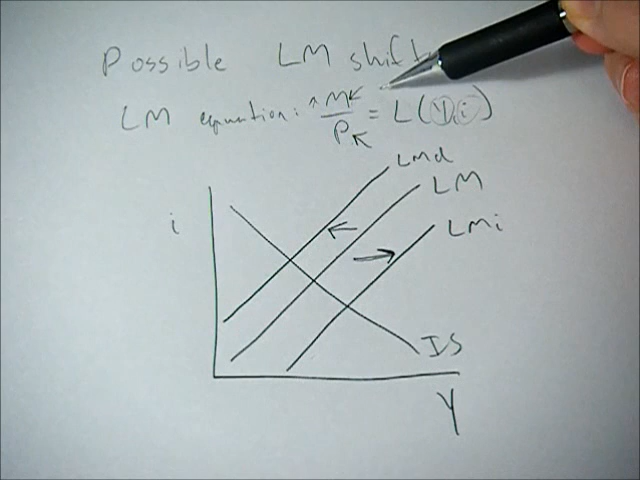 Possible LM shift
LM equation: ↑ M / P = L(Y, i)
LMd
LM
LMi
i
IS
Y